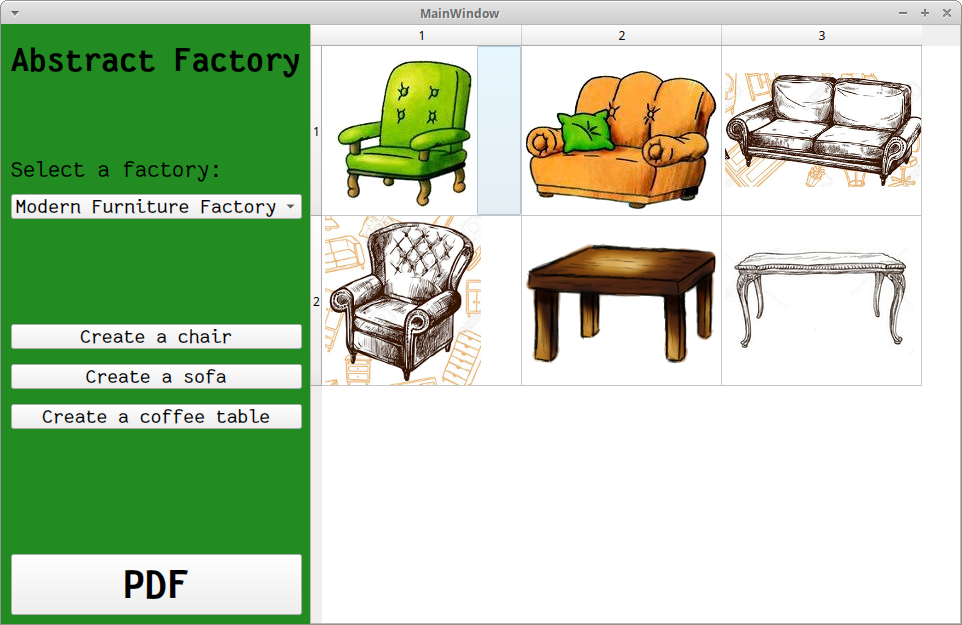 MainWindow
Abstract Factory
Select a factory:
Modern Furniture Factory
Create a chair
Create a sofa
Create a coffee table
PDF
1 2 3
1
2